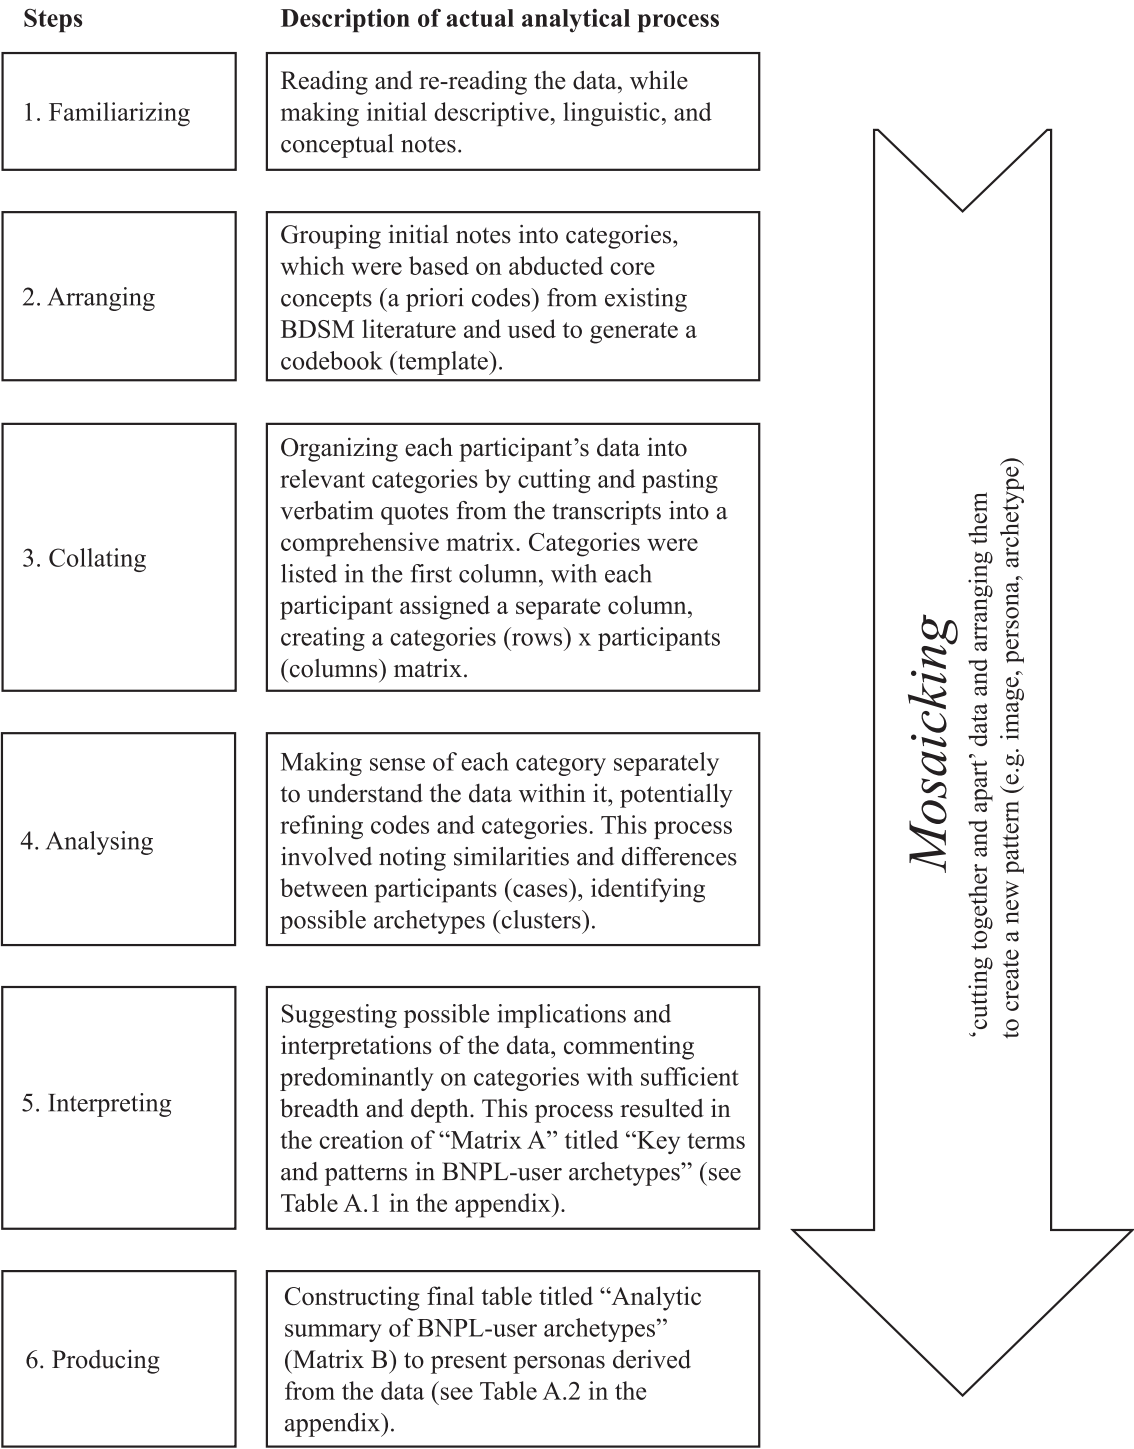 Steps
Description of actual analytical process
1. Familiarizing
Reading and re-reading the data, while
making initial descriptive, linguistic, and
conceptual notes.
2. Arranging
Grouping initial notes into categories,
which were based on abducted core
concepts (a priori codes) from existing
BDSM literature and used to generate a
codebook (template).
3. Collating
Organizing each participant’s data into
relevant categories by cutting and pasting
verbatim quotes from the transcripts into a
comprehensive matrix. Categories were
listed in the first column, with each
participant assigned a separate column,
creating a categories (rows) x participants
(columns) matrix.
4. Analysing
Making sense of each category separately
to understand the data within it, potentially
refining codes and categories. This process
involved noting similarities and differences
between participants (cases), identifying
possible archetypes (clusters).
5. Interpreting
Suggesting possible implications and
interpretations of the data, commenting
predominantly on categories with sufficient
breadth and depth. This process resulted in
the creation of “Matrix A” titled “Key terms
and patterns in BNPL-user archetypes” (see
Table A.1 in the appendix).
6. Producing
Constructing final table titled “Analytic
summary of BNPL-user archetypes”
(Matrix B) to present personas derived
from the data (see Table A.2 in the
appendix).
Mosaicking
‘cutting together and apart’ data and arranging them
to create a new pattern (e.g. image, persona, archetype)